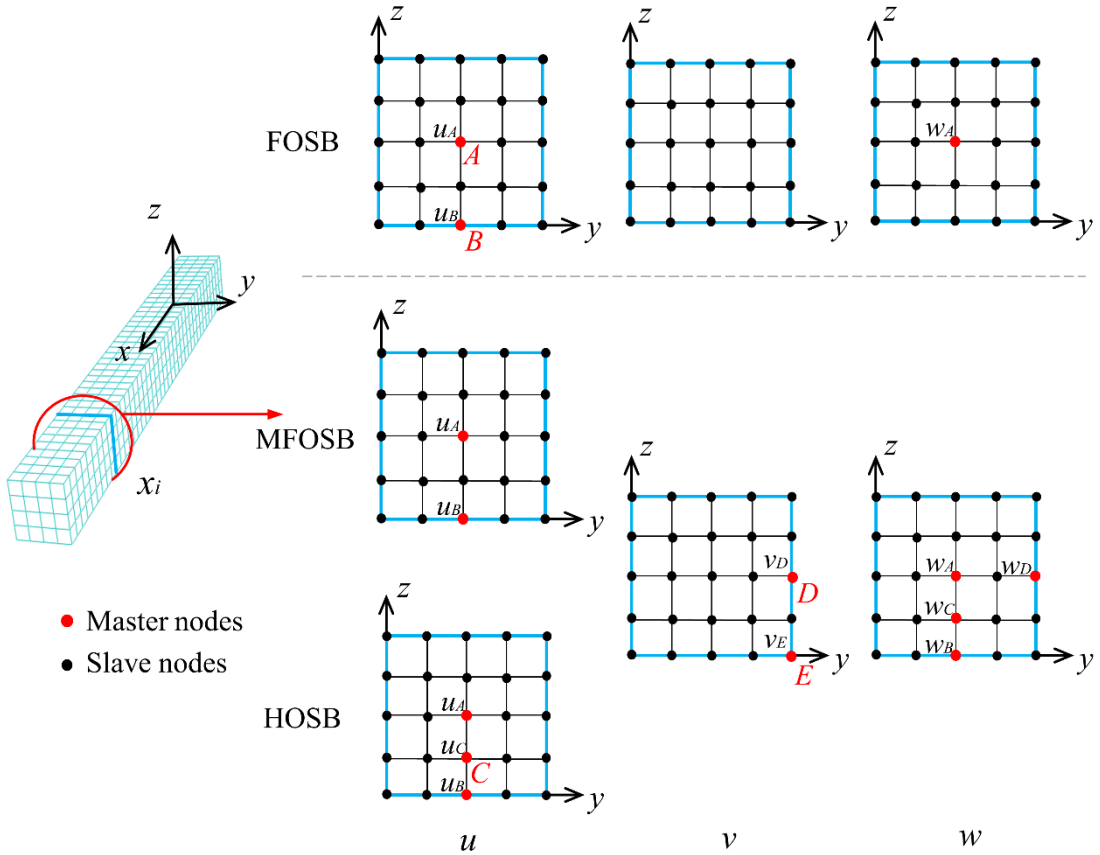 z
z
z
FOSB
u_A
A
w_A
u_B
B
y
y
y
z
y
x
x_i
z
MFOSB
u_A
u_B
y
z
z
v_D
D
w_A
w_D
w_C
v_E
E
y
w_B
y
Master nodes
Slave nodes
z
HOSB
u_A
u_C
C
u_B
y
u
v
w